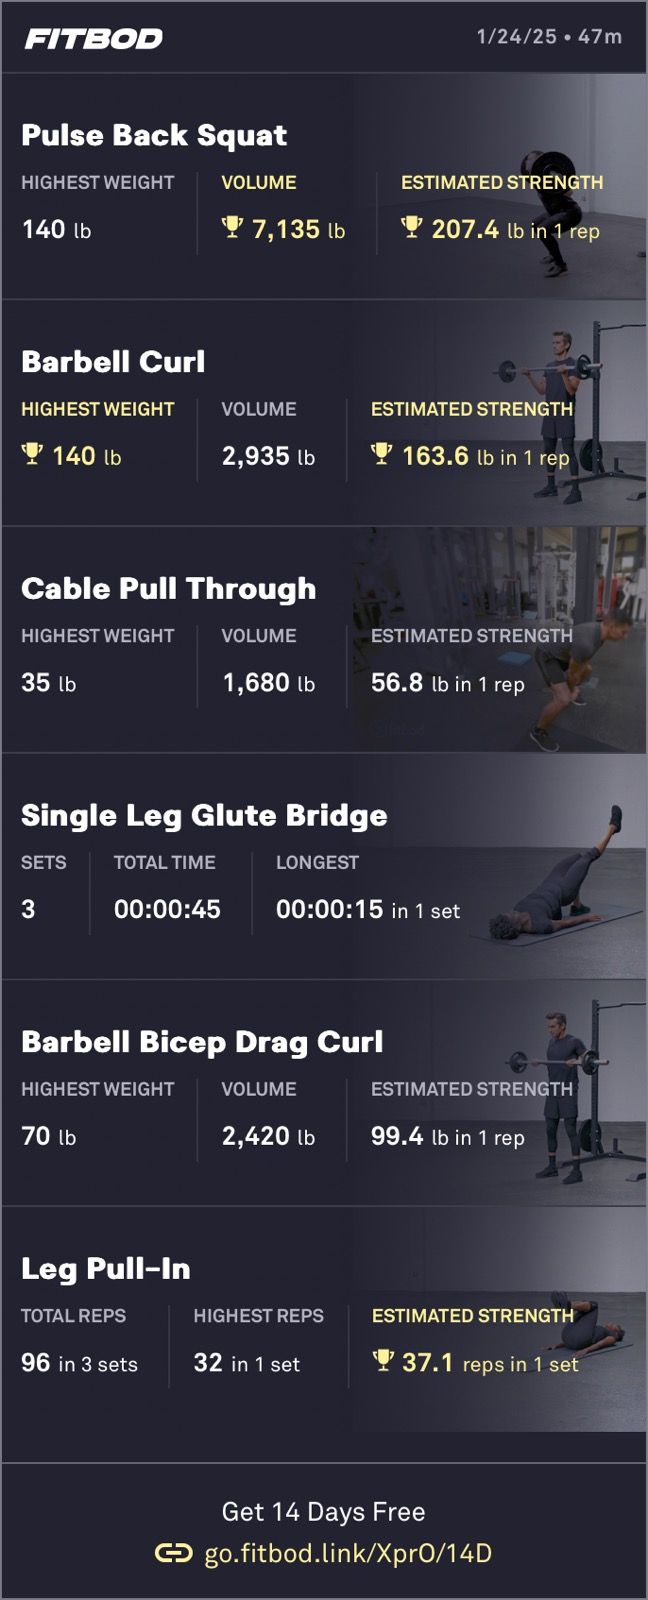 FITBOD
1/24/25 • 47m
Pulse Back Squat
HIGHEST WEIGHT VOLUME ESTIMATED STRENGTH
140 lb 7,135 lb 207.4 lb in 1 rep
Barbell Curl
HIGHEST WEIGHT VOLUME ESTIMATED STRENGTH
140 lb 2,935 lb 163.6 lb in 1 rep
Cable Pull Through
HIGHEST WEIGHT VOLUME ESTIMATED STRENGTH
35 lb 1,680 lb 56.8 lb in 1 rep
fitbod
Single Leg Glute Bridge
SETS TOTAL TIME LONGEST
3 00:00:45 00:00:15 in 1 set
Barbell Bicep Drag Curl
HIGHEST WEIGHT VOLUME ESTIMATED STRENGTH
70 lb 2,420 lb 99.4 lb in 1 rep
Leg Pull-In
TOTAL REPS HIGHEST REPS ESTIMATED STRENGTH
96 in 3 sets 32 in 1 set 37.1 reps in 1 set
Get 14 Days Free
go.fitbod.link/XprO/14D